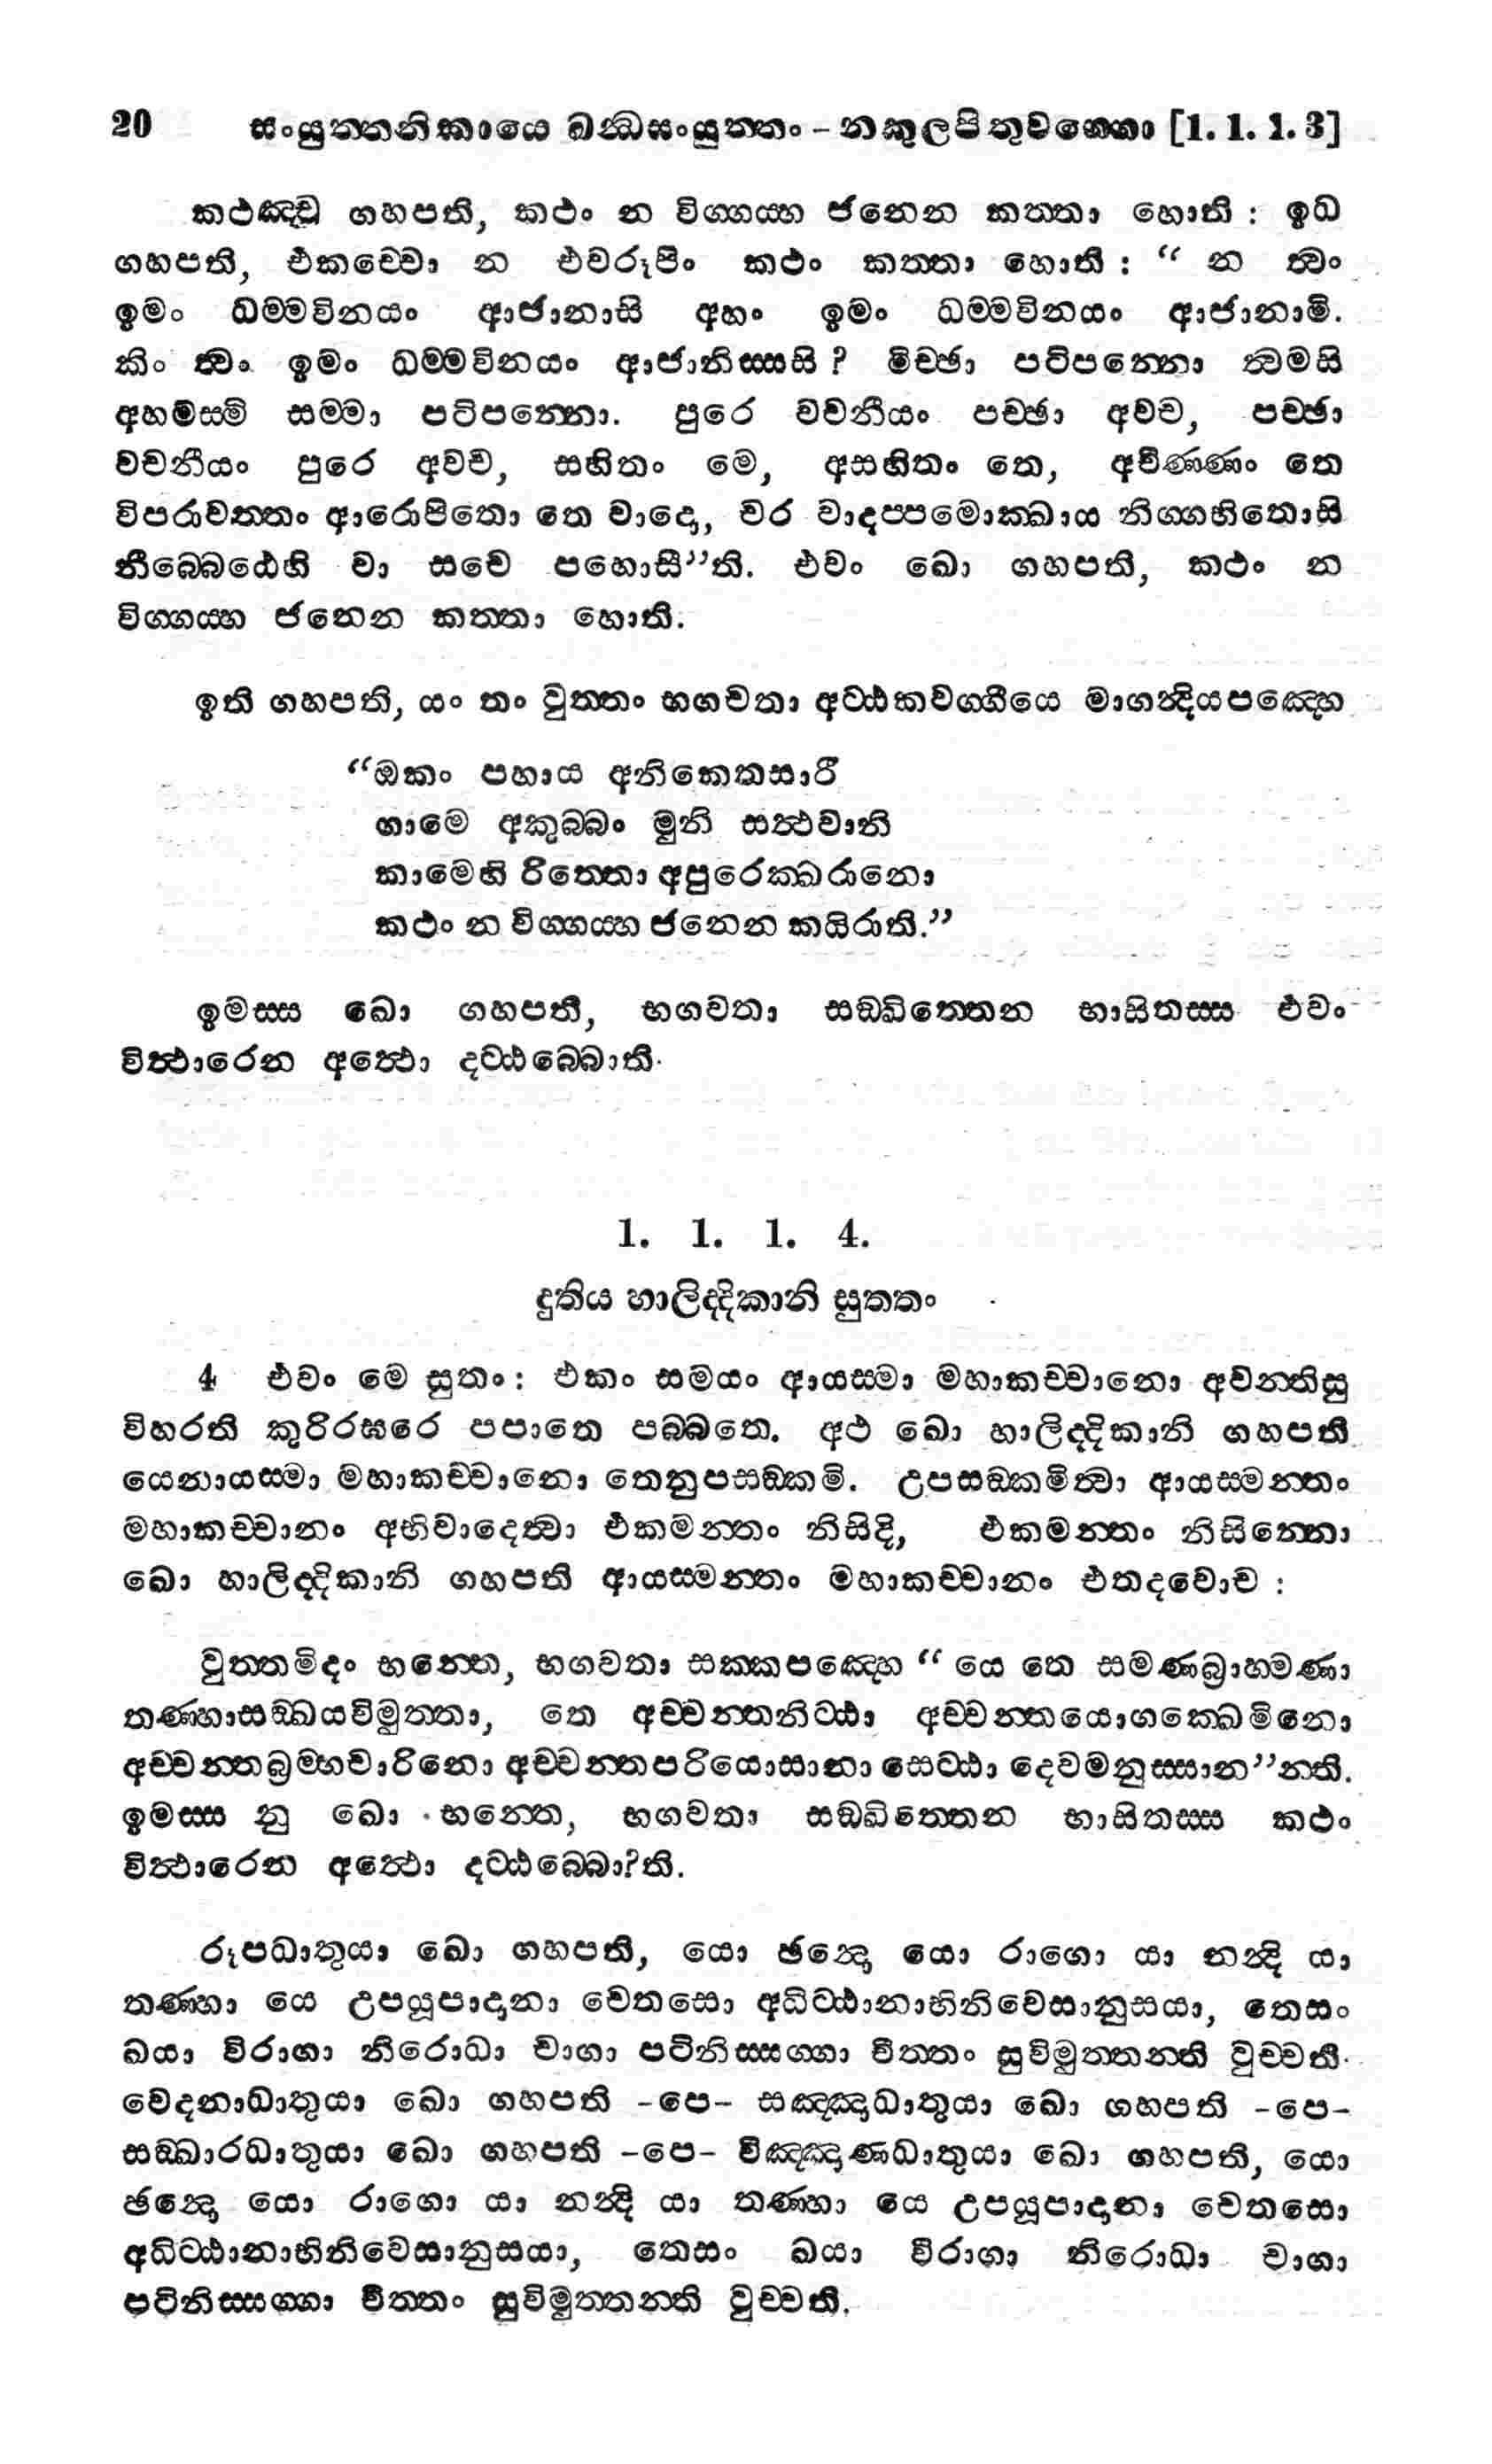 20 සංයුත්තනිකායෙ ඛන්ධසංයුත්තං - නකුලපිතුවග්ගො [1. 1. 1. 3]
කථඤ්ච ගහපති, කථං න විග්ගය්හ ජනෙන කත්තා හොති : ඉධ
ගහපති, එකච්චො න එවරූපිං කථං කත්තා හොති : “ න ත්වං
ඉමං ධම්මවිනයං ආජානාසි අහං ඉමං ධම්මවිනයං ආජානාමි.
කිං ත්වං ඉමං ධම්මවිනයං ආජානිස්සසි ? මිච්ඡා පටිපන්නො ත්වමසි
අහමස්මි සම්මා පටිපන්නො. පුරෙ වචනීයං පච්ඡා අවච, පච්ඡා
වචනීයං පුරෙ අවච, සහිතං මෙ, අසහිතං තෙ, අචිණ්ණං තෙ
විපරාවත්තං ආරොපිතො තෙ වාදො, චර වාදප්පමොක්ඛාය නිග්ගහිතොසි
නිබ්බෙඨෙහි වා සචෙ පහොසී”ති. එවං ඛො ගහපති, කථං න
විග්ගය්හ ජනෙන කත්තා හොති.
ඉති ගහපති, යං තං වුත්තං භගවතා අට්ඨකවග්ගියෙ මාගන්දියපඤ්හෙ
“ඔකං පහාය අනිකෙතසාරී
ගාමෙ අකුබ්බං මුනි සන්ථවානි
කාමෙහි රිත්තො අපුරෙක්ඛරානො
කථං න විග්ගය්හ ජනෙන කයිරාති.”
ඉමස්ස ඛො ගහපති, භගවතා සඞ්ඛිත්තෙන භාසිතස්ස එවං
විත්ථාරෙන අත්ථො දට්ඨබ්බොති.
1. 1. 1. 4.
දුතිය හාලිද්දිකානි සුත්තං
4 එවං මෙ සුතං : එකං සමයං ආයස්මා මහාකච්චානො අවන්තිසු
විහරති කුරරඝරෙ පපාතෙ පබ්බතෙ. අථ ඛො හාලිද්දිකානි ගහපති
යෙනායස්මා මහාකච්චානො තෙනුපසඞ්කමි. උපසඞ්කමිත්වා ආයස්මන්තං
මහාකච්චානං අභිවාදෙත්වා එකමන්තං නිසීදි, එකමන්තං නිසින්නො
ඛො හාලිද්දිකානි ගහපති ආයස්මන්තං මහාකච්චානං එතදවොච :
වුත්තමිදං භන්තෙ, භගවතා සක්කපඤ්හෙ “ යෙ තෙ සමණබ්‍රාහ්මණා
තණ්හාසඞ්ඛයවිමුත්තා, තෙ අච්චන්තනිට්ඨා අච්චන්තයොගක්ඛෙමිනො
අච්චන්තබ්‍රහ්මචාරිනො අච්චන්තපරියොසානා සෙට්ඨා දෙවමනුස්සාන”න්ති.
ඉමස්ස නු ඛො භන්තෙ, භගවතා සඞ්ඛිත්තෙන භාසිතස්ස කථං
විත්ථාරෙන අත්ථො දට්ඨබ්බො?ති.
රූපධාතුයා ඛො ගහපති, යො ඡන්දො යො රාගො යා නන්දි යා
තණ්හා යෙ උපයූපාදානා චෙතසො අධිට්ඨානාභිනිවෙසානුසයා, තෙසං
ඛයා විරාගා නිරොධා චාගා පටිනිස්සග්ගා චිත්තං සුවිමුත්තන්ති වුච්චති.
වෙදනාධාතුයා ඛො ගහපති -පෙ- සඤ්ඤාධාතුයා ඛො ගහපති -පෙ-
සඞ්ඛාරධාතුයා ඛො ගහපති -පෙ- විඤ්ඤාණධාතුයා ඛො ගහපති, යො
ඡන්දො යො රාගො යා නන්දි යා තණ්හා යෙ උපයූපාදානා චෙතසො
අධිට්ඨානාභිනිවෙසානුසයා, තෙසං ඛයා විරාගා නිරොධා චාගා
පටිනිස්සග්ගා චිත්තං සුවිමුත්තන්ති වුච්චති.